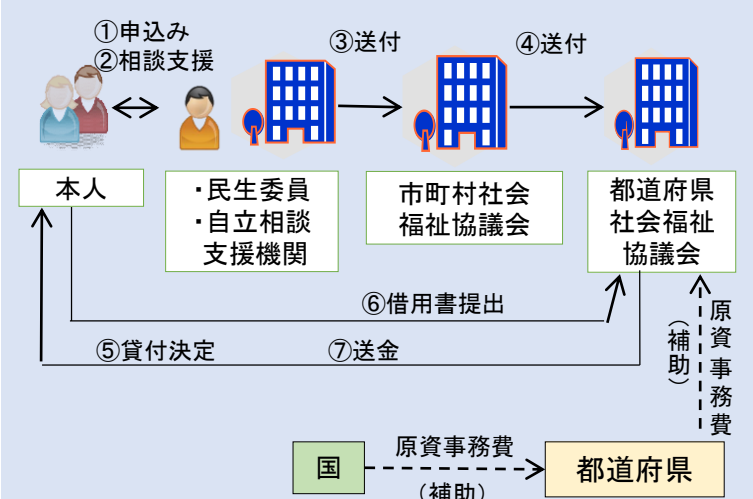 ①申込み
②相談支援
③送付
④送付
本人
・民生委員
・自立相談
支援機関
市町村社会
福祉協議会
都道府県
社会福祉
協議会
⑥借用書提出
⑤貸付決定
⑦送金
原資事務費
（補助）
国
原資事務費
（補助）
都道府県